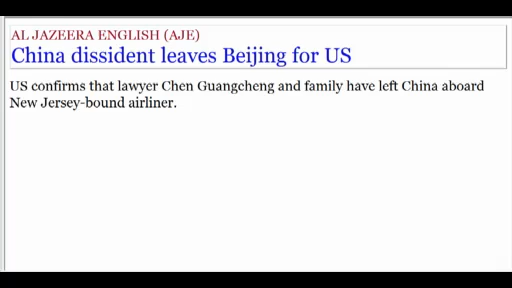 AL JAZEERA ENGLISH (AJE)
China dissident leaves Beijing for US
US confirms that lawyer Chen Guangcheng and family have left China aboard
New Jersey-bound airliner.